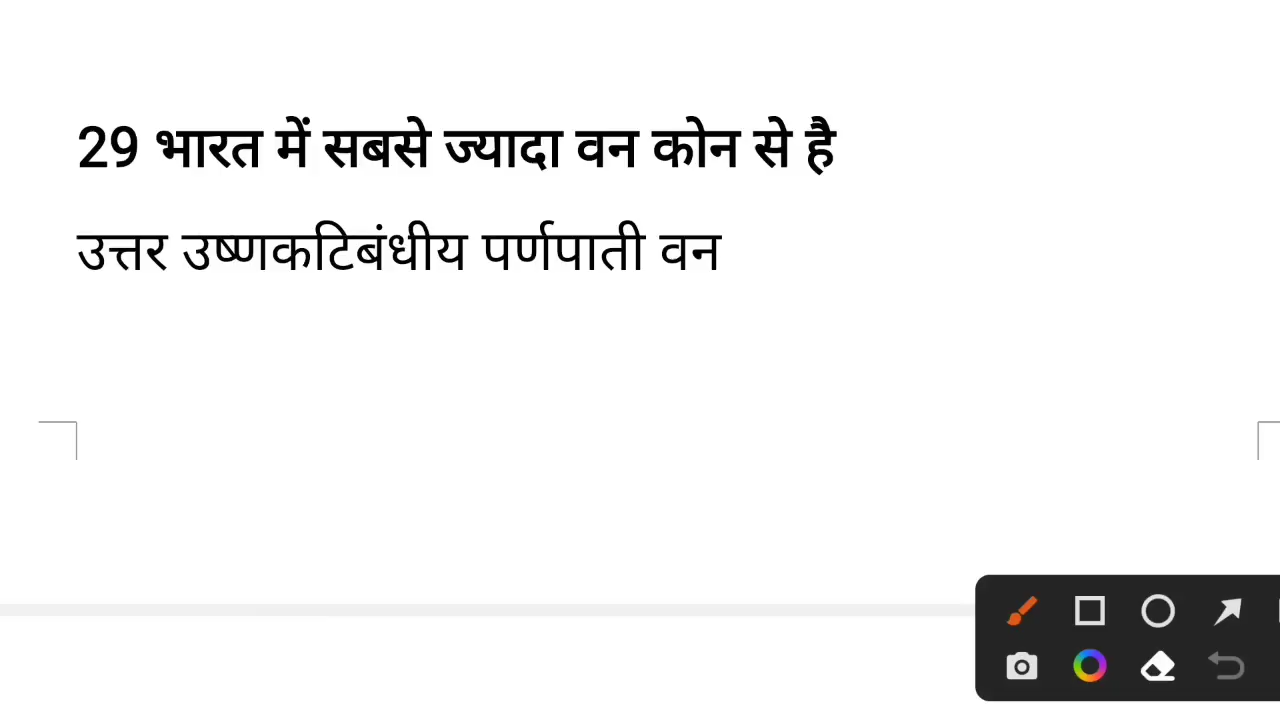 29 भारत में सबसे ज्यादा वन कोन से है
उत्तर उष्णकटिबंधीय पर्णपाती वन